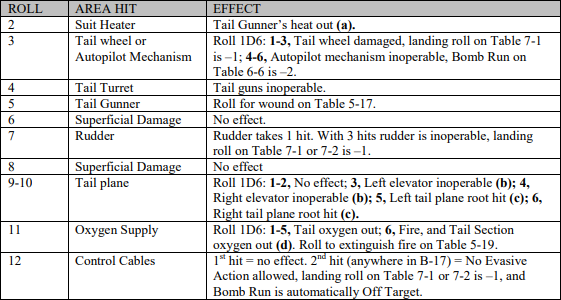 ROLL AREA HIT EFFECT
2 Suit Heater Tail Gunner's heat out (a).
3 Tail wheel or Roll 1D6: 1-3, Tail wheel damaged, landing roll on Table 7-1
Autopilot Mechanism is –1; 4-6, Autopilot mechanism inoperable, Bomb Run on
Table 6-6 is –2.
4 Tail Turret Tail guns inoperable.
5 Tail Gunner Roll for wound on Table 5-17.
6 Superficial Damage No effect.
7 Rudder Rudder takes 1 hit. With 3 hits rudder is inoperable, landing
roll on Table 7-1 or 7-2 is –1.
8 Superficial Damage No effect
9-10 Tail plane Roll 1D6: 1-2, No effect; 3, Left elevator inoperable (b); 4,
Right elevator inoperable (b); 5, Left tail plane root hit (c); 6,
Right tail plane root hit (c).
11 Oxygen Supply Roll 1D6: 1-5, Tail oxygen out; 6, Fire, and Tail Section
oxygen out (d). Roll to extinguish fire on Table 5-19.
12 Control Cables 1st hit = no effect. 2nd hit (anywhere in B-17) = No Evasive
Action allowed, landing roll on Table 7-1 or 7-2 is –1, and
Bomb Run is automatically Off Target.